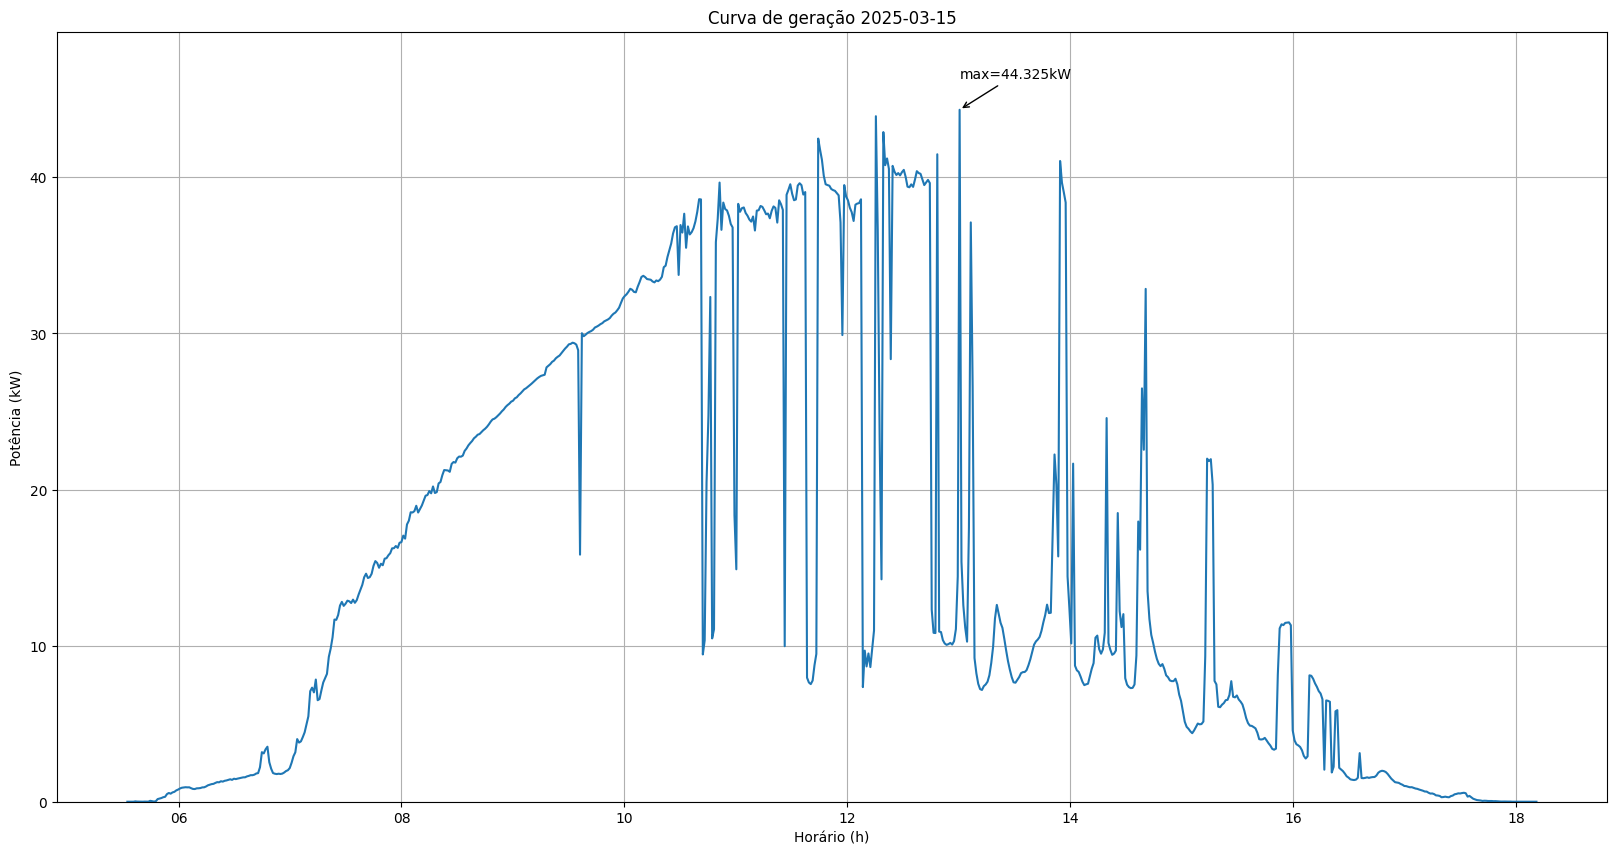 Curva de geração 2025-03-15
max=44.325kW
Potência (kW)
40
30
20
10
0
06 08 10 12 14 16 18
Horário (h)